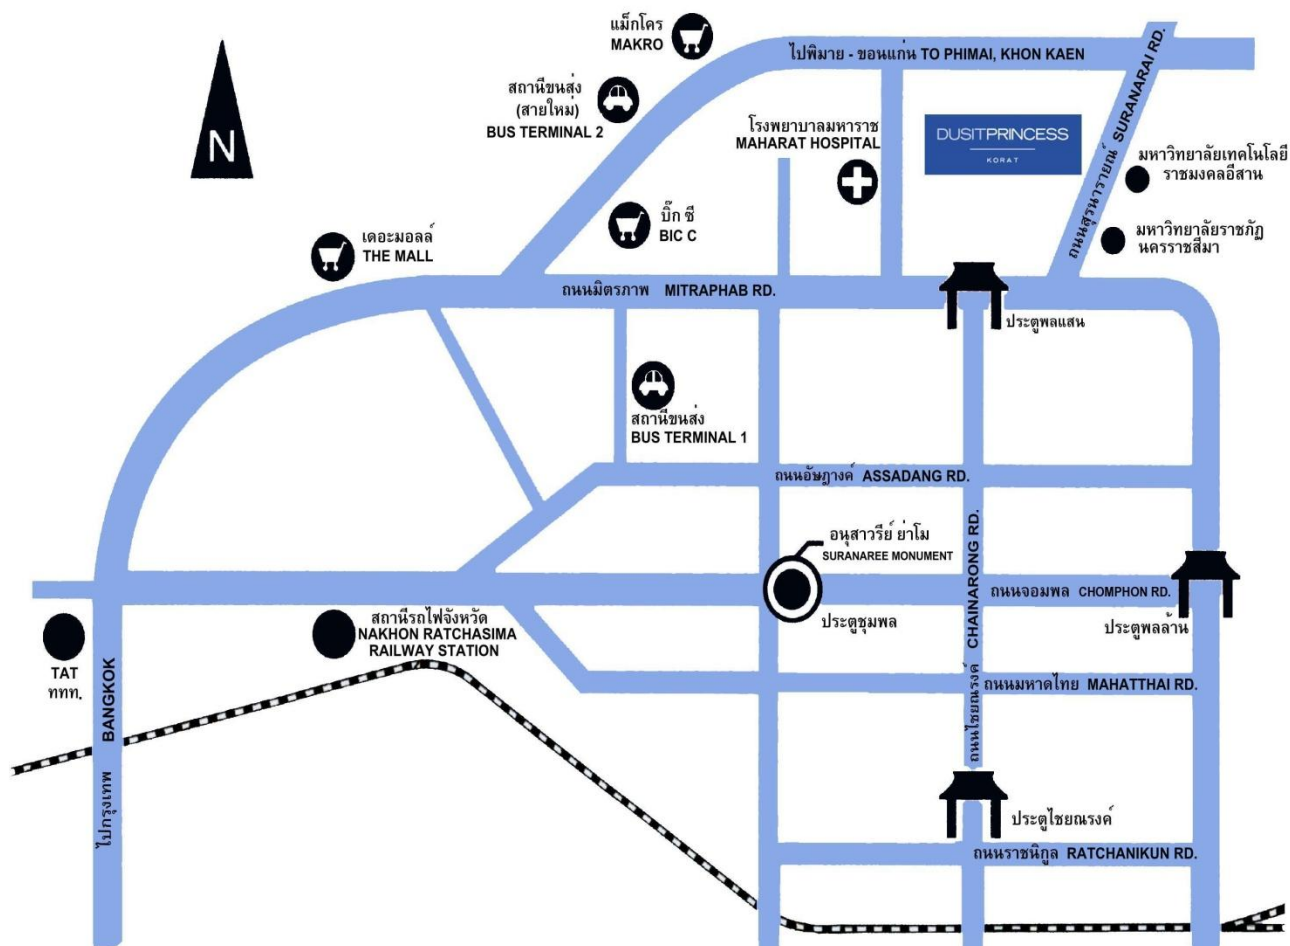 แม็กโคร
MAKRO
ไปพิมาย - ขอนแก่น TO PHIMAI, KHON KAEN
ถนนสุรนารายณ์ SURANARAI RD.
N
สถานีขนส่ง
(สายใหม่)
BUS TERMINAL 2
โรงพยาบาลมหาราช
MAHARAT HOSPITAL
DUSITPRINCESS
KORAT
มหาวิทยาลัยเทคโนโลยี
ราชมงคลอีสาน
มหาวิทยาลัยราชภัฏ
นครราชสีมา
บิ๊ก ซี
BIC C
เดอะมอลล์
THE MALL
ถนนมิตรภาพ MITRAPHAB RD.
ประตูพลแสน
สถานีขนส่ง
BUS TERMINAL 1
ถนนอัษฎางค์ ASSADANG RD.
อนุสาวรีย์ ย่าโม
SURANAREE MONUMENT
ถนนไชยณรงค์ CHAINARONG RD.
ถนนจอมพล CHOMPHON RD.
ประตูชุมพล
ประตูพลล้าน
สถานีรถไฟจังหวัด
NAKHON RATCHASIMA
RAILWAY STATION
TAT
ททท.
ไปกรุงเทพ BANGKOK
ถนนมหาดไทย MAHATTHAI RD.
ประตูไชยณรงค์
ถนนราชนิกูล RATCHANIKUN RD.